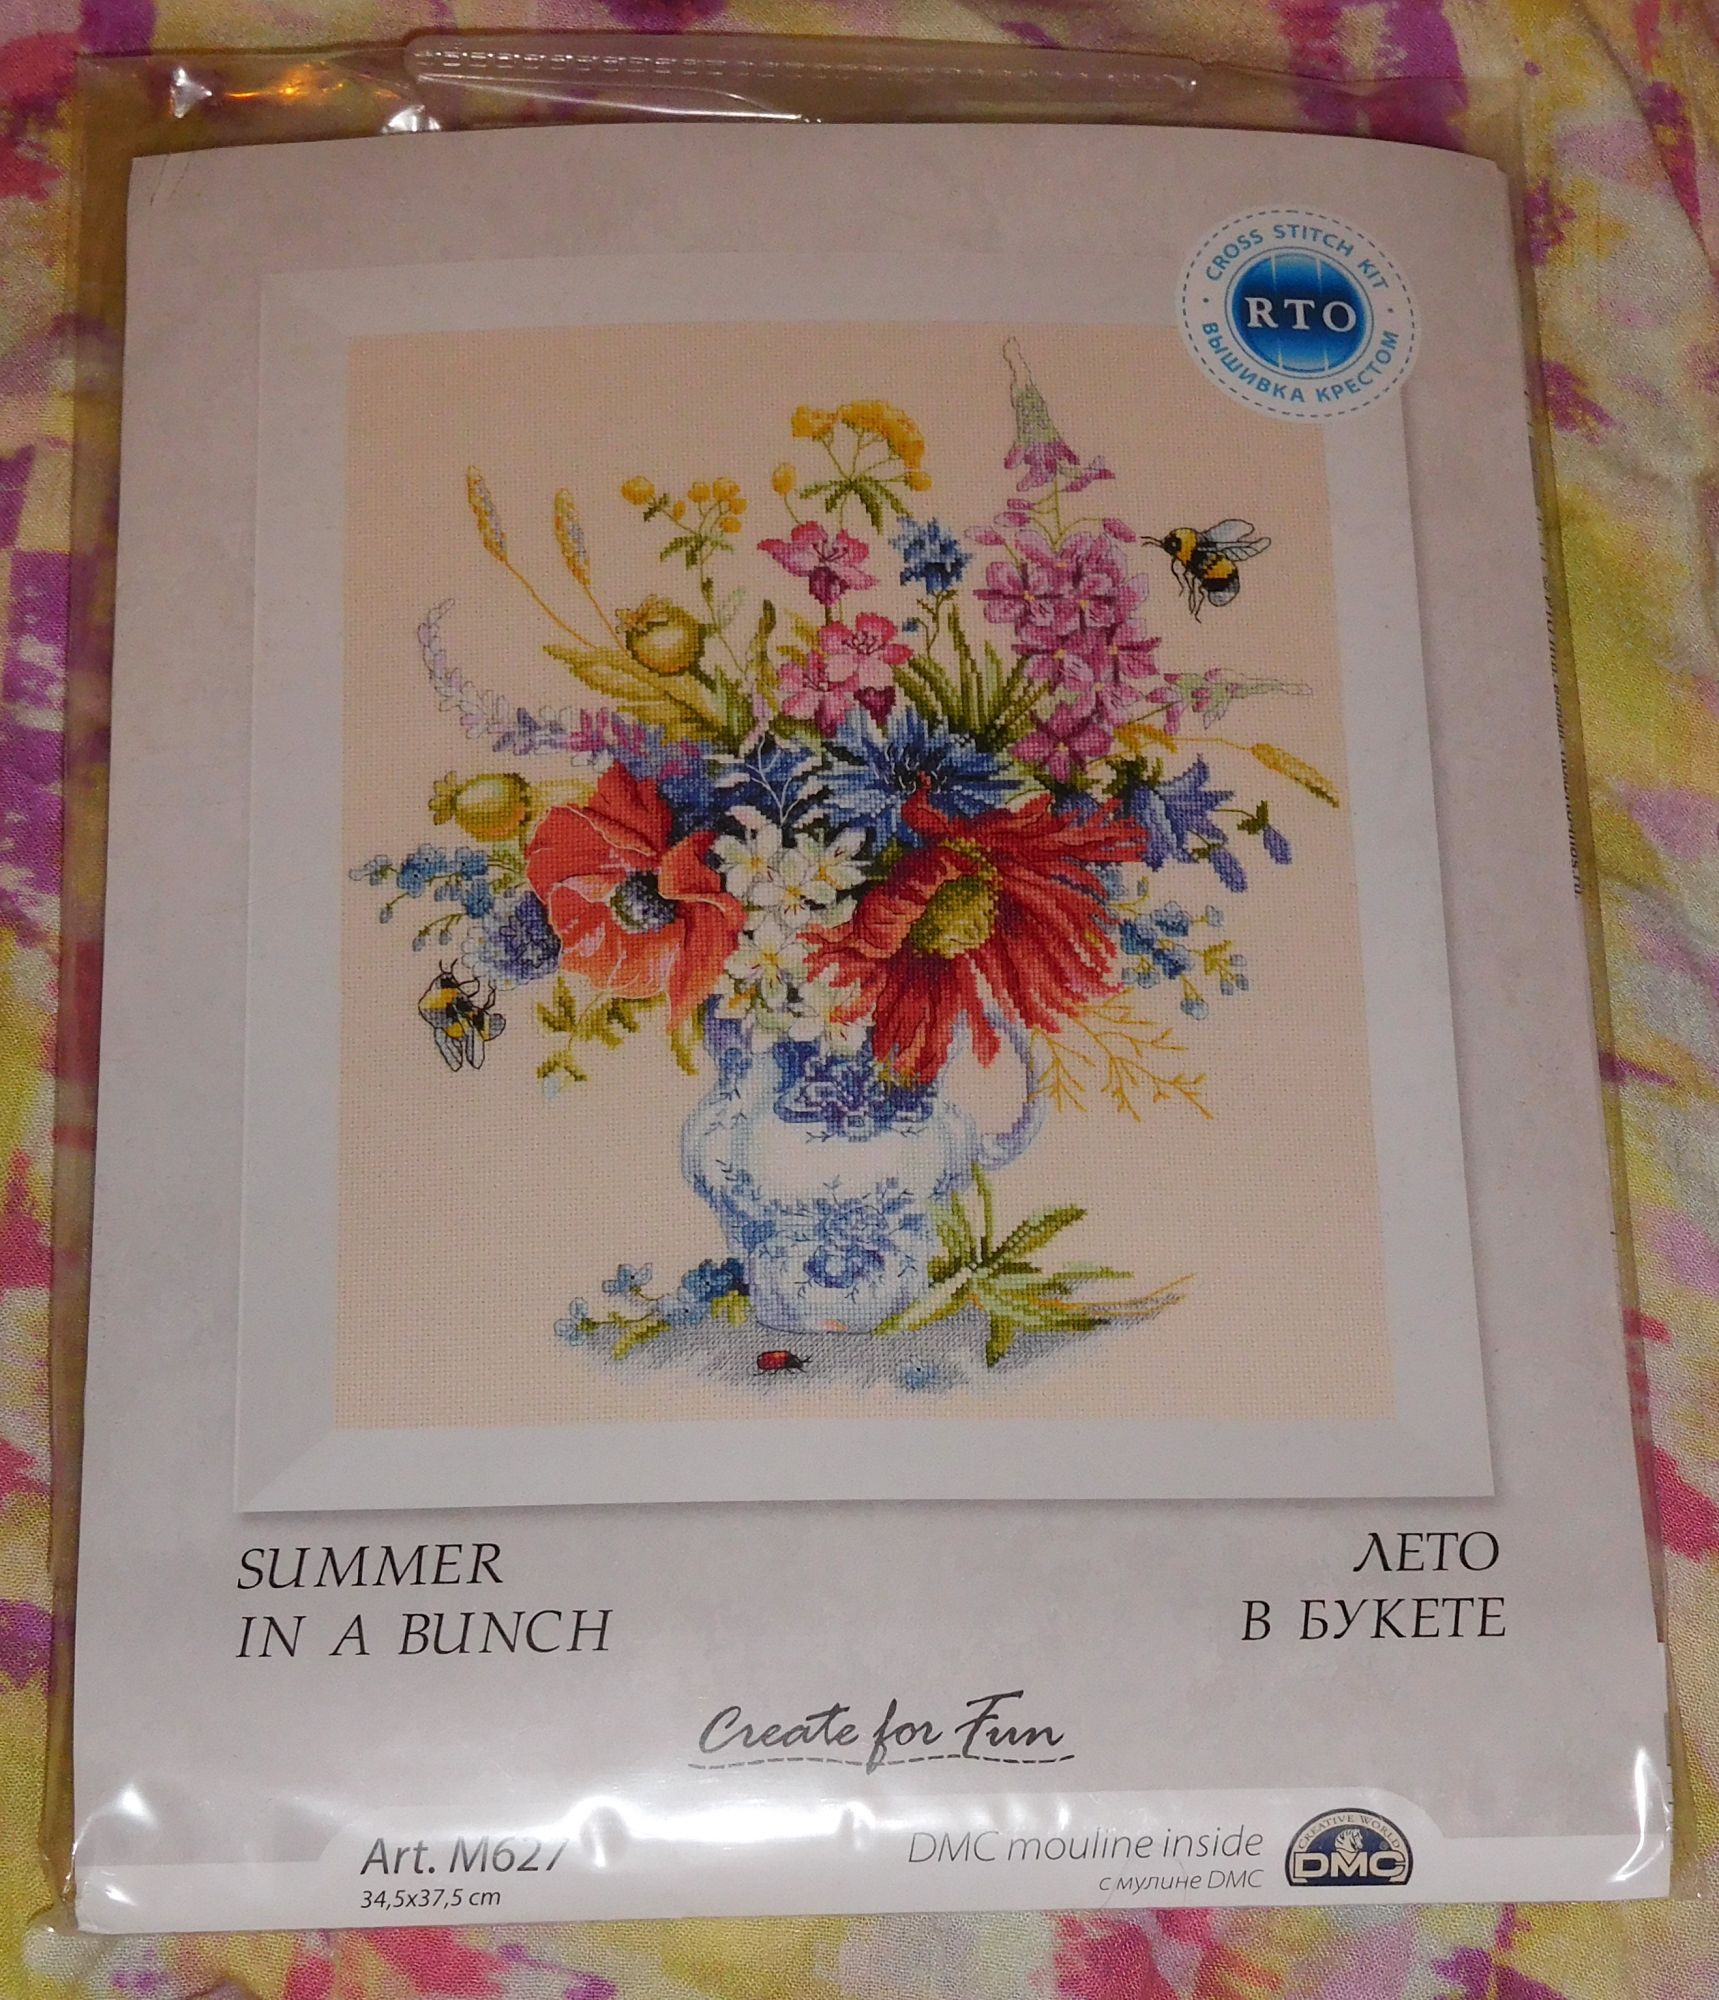 CROSS STITCH KIT
RTO
ВЫШИВКА КРЕСТОМ
SUMMER
IN A BUNCH
ЛЕТО
В БУКЕТЕ
Create for Fun
Art. M627
34,5x37,5 cm
DMC mouline inside
с мулине DMC
CREATIVE WORLD
DMC